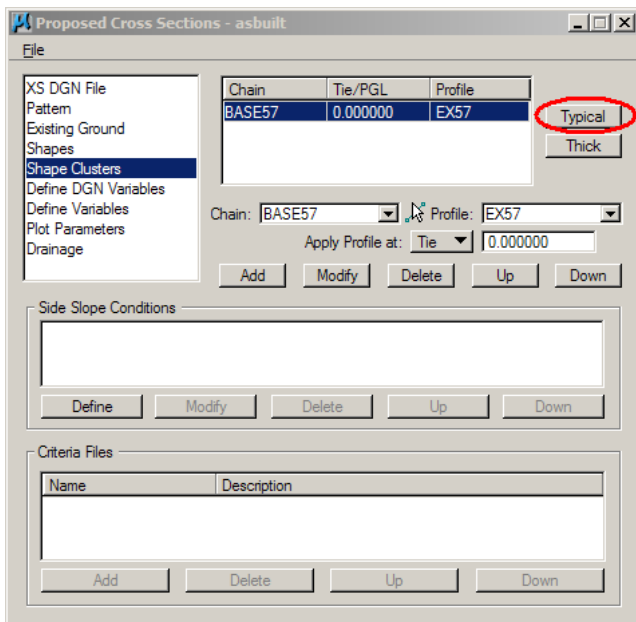 Proposed Cross Sections - asbuilt
File
XS DGN File
Pattern
Existing Ground
Shapes
Shape Clusters
Define DGN Variables
Define Variables
Plot Parameters
Drainage
Chain Tie/PGL Profile
BASE57 0.000000 EX57
Typical
Thick
Chain: BASE57 Profile: EX57
Apply Profile at: Tie 0.000000
Add Modify Delete Up Down
Side Slope Conditions
Define Modify Delete Up Down
Criteria Files
Name Description
Add Delete Up Down